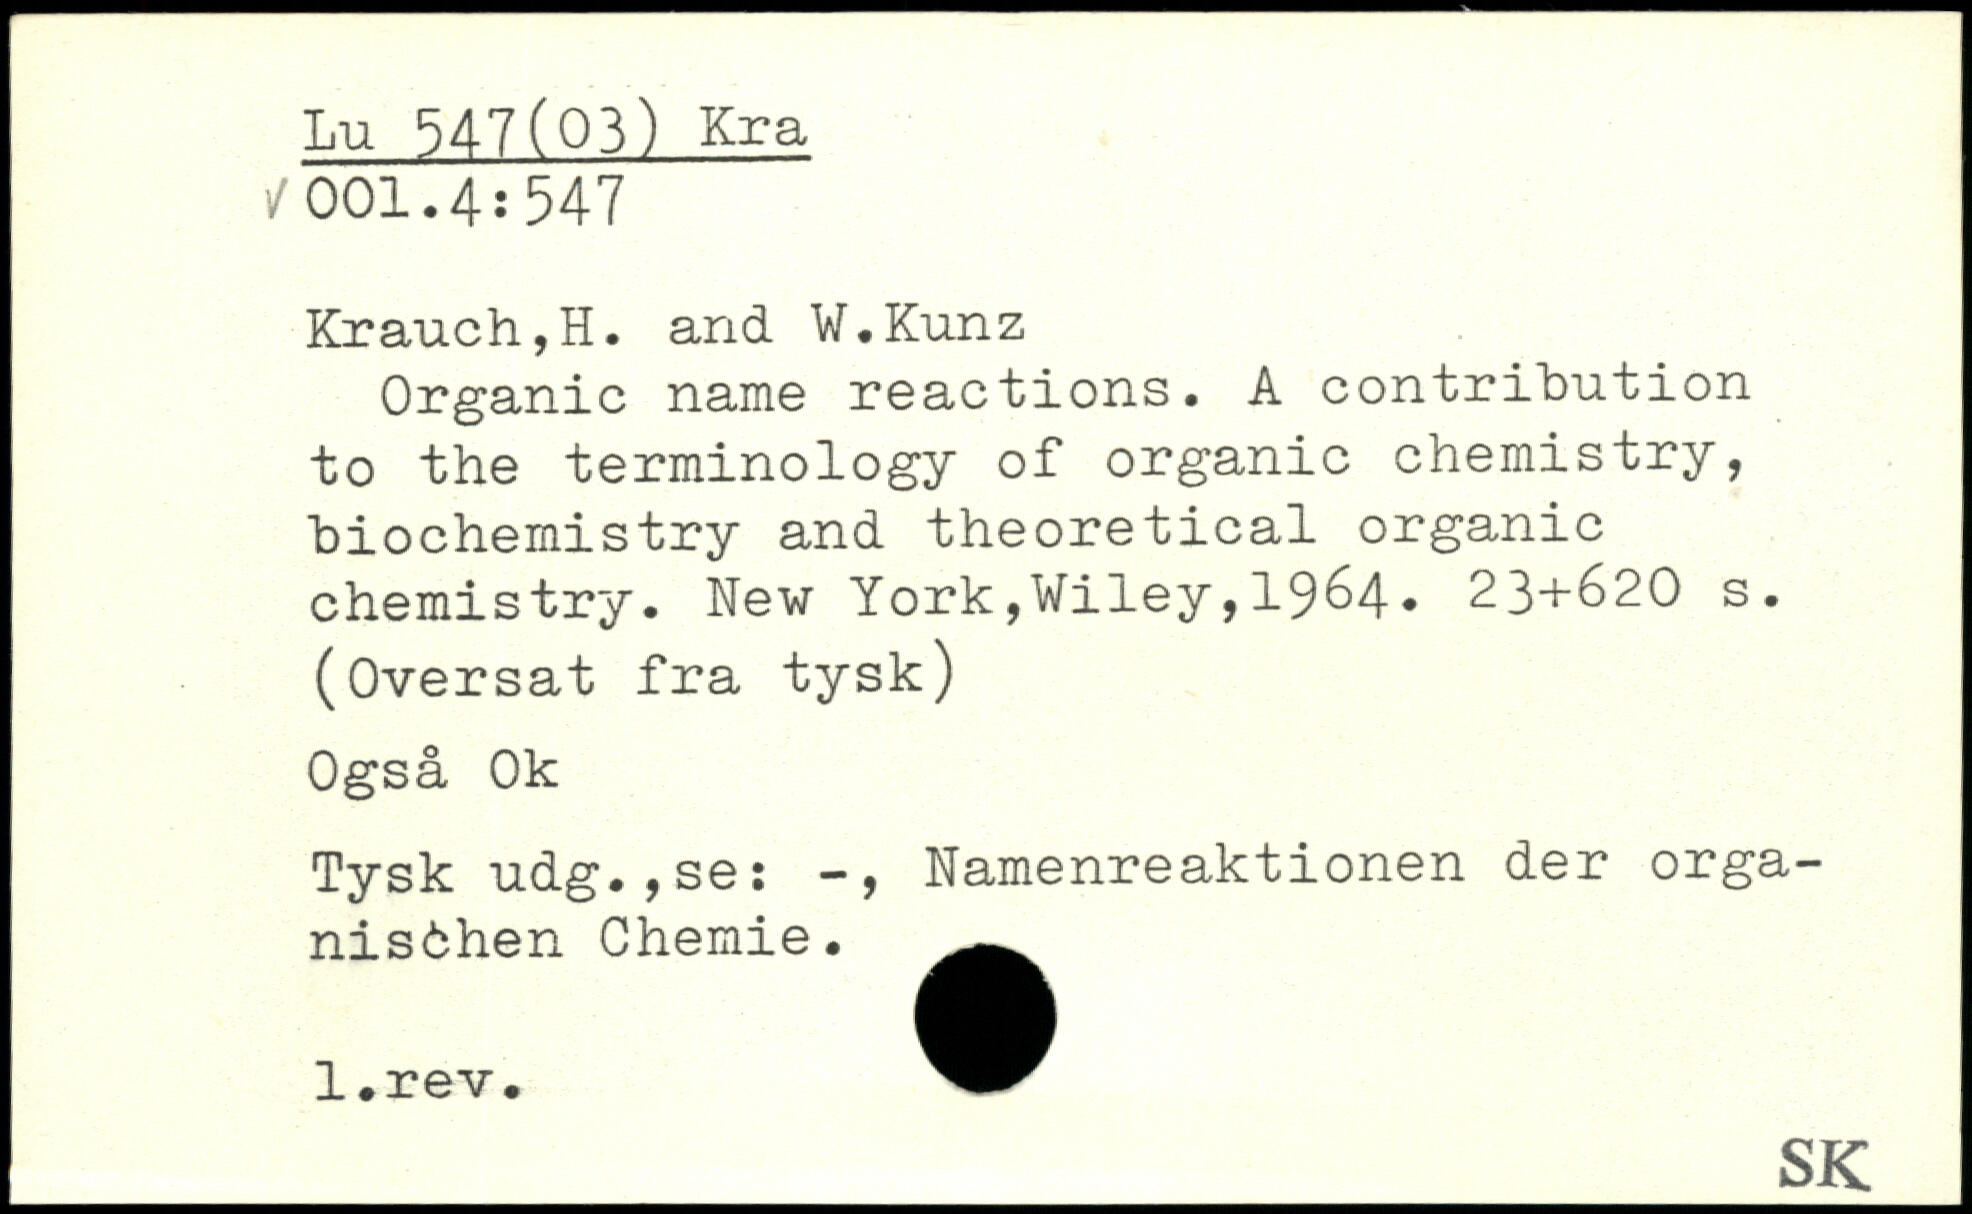 Lu 547(03) Kra
√ 001.4:547
Krauch,H. and W.Kunz
Organic name reactions. A contribution
to the terminology of organic chemistry,
biochemistry and theoretical organic
chemistry. New York,Wiley,1964. 23+620 s.
(Oversat fra tysk)
Også Ok
Tysk udg.,se: -, Namenreaktionen der orga-
nischen Chemie.
1.rev.
SK